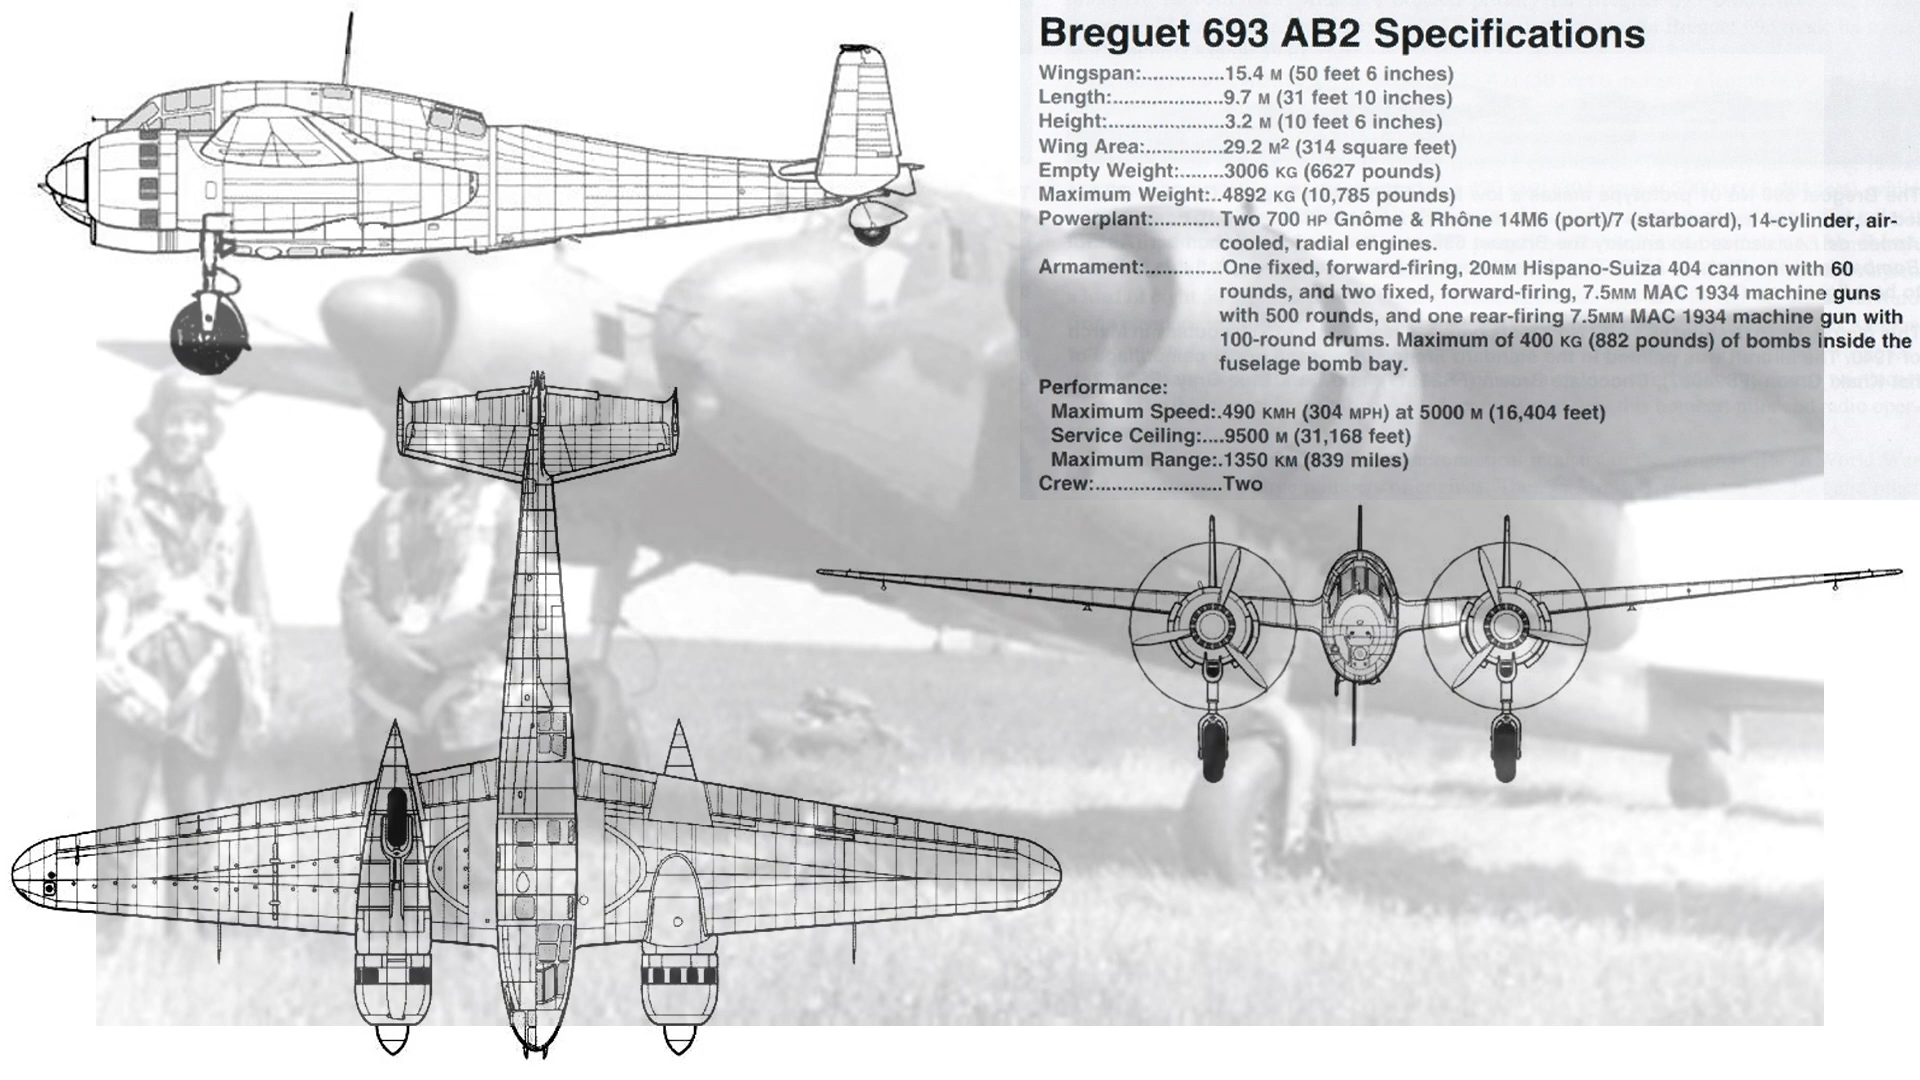 Breguet 693 AB2 Specifications
Wingspan:..............15.4 M (50 feet 6 inches)
Length:....................9.7 M (31 feet 10 inches)
Height:.....................3.2 M (10 feet 6 inches)
Wing Area:..............29.2 M² (314 square feet)
Empty Weight:........3006 KG (6627 pounds)
Maximum Weight:..4892 KG (10,785 pounds)
Powerplant:............Two 700 HP Gnôme & Rhône 14M6 (port)/7 (starboard), 14-cylinder, air-
cooled, radial engines.
Armament:.............One fixed, forward-firing, 20MM Hispano-Suiza 404 cannon with 60
rounds, and two fixed, forward-firing, 7.5MM MAC 1934 machine guns
with 500 rounds, and one rear-firing 7.5MM MAC 1934 machine gun with
100-round drums. Maximum of 400 KG (882 pounds) of bombs inside the
fuselage bomb bay.
Performance:
Maximum Speed:.490 KMH (304 MPH) at 5000 M (16,404 feet)
Service Ceiling:....9500 M (31,168 feet)
Maximum Range:.1350 KM (839 miles)
Crew:.......................Two